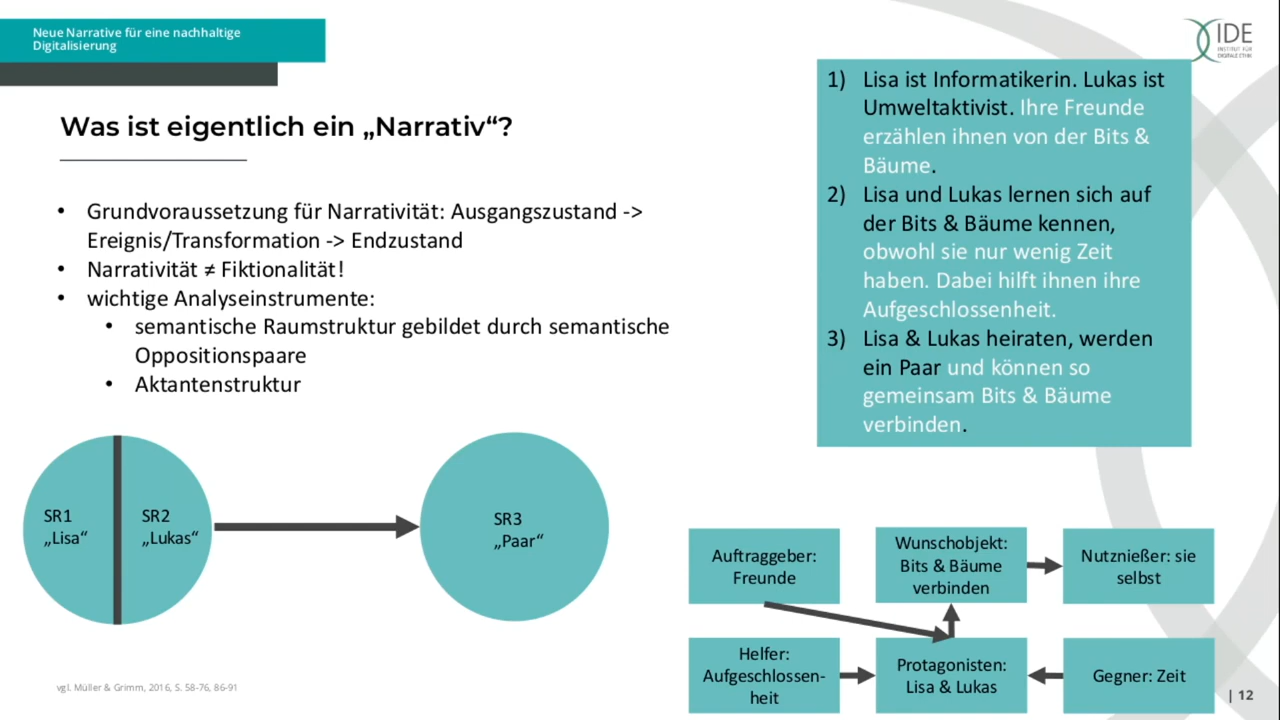 Neue Narrative für eine nachhaltige
Digitalisierung
IDE
INSTITUT FÜR
DIGITALE ETHIK
Was ist eigentlich ein „Narrativ“?
• Grundvoraussetzung für Narrativität: Ausgangszustand ->
Ereignis/Transformation -> Endzustand
• Narrativität ≠ Fiktionalität!
• wichtige Analyseinstrumente:
• semantische Raumstruktur gebildet durch semantische
Oppositionspaare
• Aktantenstruktur
1) Lisa ist Informatikerin. Lukas ist
Umweltaktivist. Ihre Freunde
erzählen ihnen von der Bits &
Bäume.
2) Lisa und Lukas lernen sich auf
der Bits & Bäume kennen,
obwohl sie nur wenig Zeit
haben. Dabei hilft ihnen ihre
Aufgeschlossenheit.
3) Lisa & Lukas heiraten, werden
ein Paar und können so
gemeinsam Bits & Bäume
verbinden.
SR1
„Lisa“
SR2
„Lukas“
SR3
„Paar“
Auftraggeber:
Freunde
Wunschobjekt:
Bits & Bäume
verbinden
Nutznießer: sie
selbst
Helfer:
Aufgeschlossen-
heit
Protagonisten:
Lisa & Lukas
Gegner: Zeit
vgl. Müller & Grimm, 2016, S. 58-76, 86-91
| 12